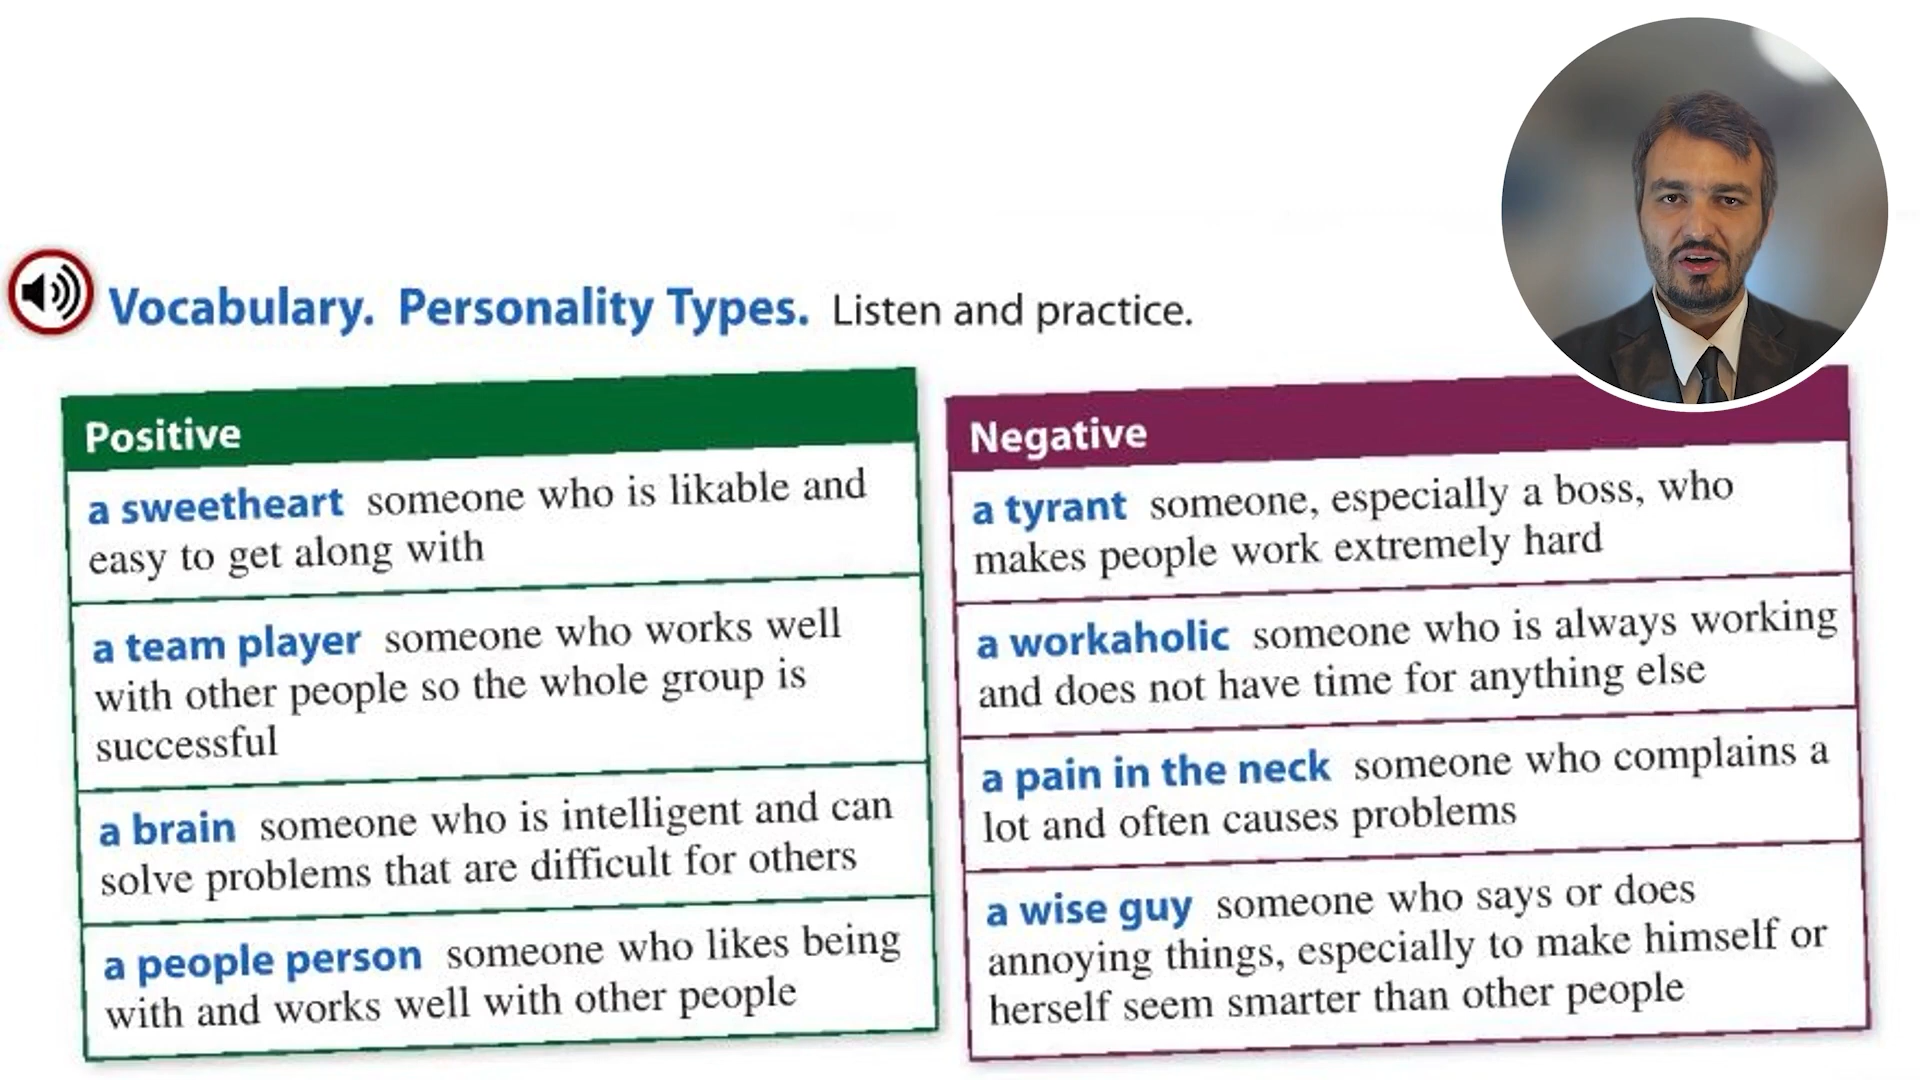 Vocabulary. Personality Types. Listen and practice.
Positive
a sweetheart someone who is likable and
easy to get along with
a team player someone who works well
with other people so the whole group is
successful
a brain someone who is intelligent and can
solve problems that are difficult for others
a people person someone who likes being
with and works well with other people
Negative
a tyrant someone, especially a boss, who
makes people work extremely hard
a workaholic someone who is always working
and does not have time for anything else
a pain in the neck someone who complains a
lot and often causes problems
a wise guy someone who says or does
annoying things, especially to make himself or
herself seem smarter than other people